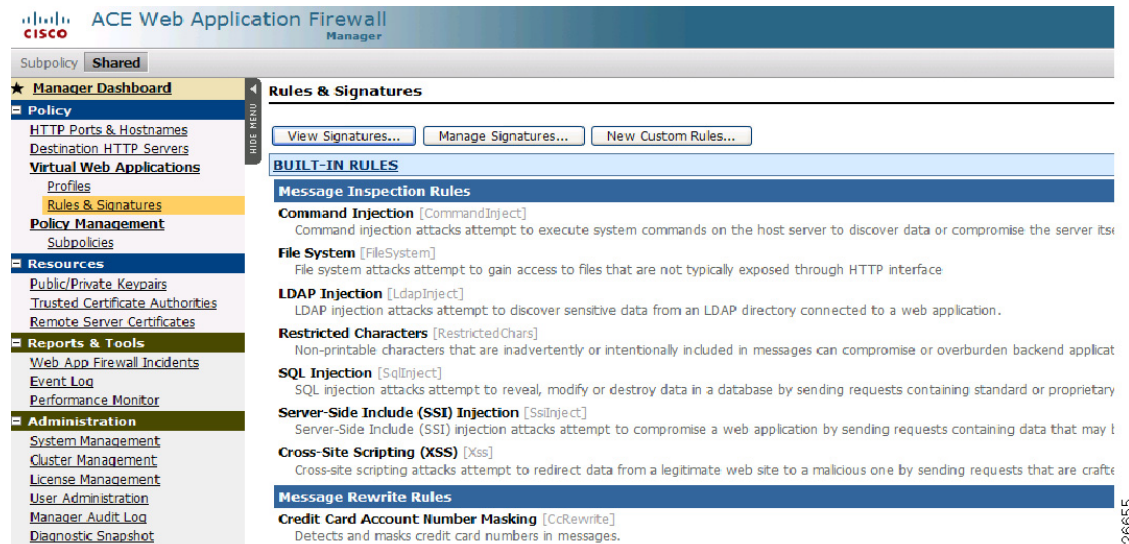 cisco
ACE Web Application Firewall
Manager
Subpolicy Shared
Manager Dashboard
Policy
HTTP Ports & Hostnames
Destination HTTP Servers
Virtual Web Applications
Profiles
Rules & Signatures
Policy Management
Subpolicies
Resources
Public/Private Keypairs
Trusted Certificate Authorities
Remote Server Certificates
Reports & Tools
Web App Firewall Incidents
Event Log
Performance Monitor
Administration
System Management
Cluster Management
License Management
User Administration
Manager Audit Log
Diagnostic Snapshot
HIDE MENU
Rules & Signatures
View Signatures... Manage Signatures... New Custom Rules...
BUILT-IN RULES
Message Inspection Rules
Command Injection [CommandInject]
Command injection attacks attempt to execute system commands on the host server to discover data or compromise the server itse
File System [FileSystem]
File system attacks attempt to gain access to files that are not typically exposed through HTTP interface
LDAP Injection [LdapInject]
LDAP injection attacks attempt to discover sensitive data from an LDAP directory connected to a web application.
Restricted Characters [RestrictedChars]
Non-printable characters that are inadvertently or intentionally included in messages can compromise or overburden backend applicat
SQL Injection [SqlInject]
SQL injection attacks attempt to reveal, modify or destroy data in a database by sending requests containing standard or proprietary
Server-Side Include (SSI) Injection [SsiInject]
Server-Side Include (SSI) injection attacks attempt to compromise a web application by sending requests containing data that may
Cross-Site Scripting (XSS) [Xss]
Cross-site scripting attacks attempt to redirect data from a legitimate web site to a malicious one by sending requests that are crafte
Message Rewrite Rules
Credit Card Account Number Masking [CcRewrite]
Detects and masks credit card numbers in messages.